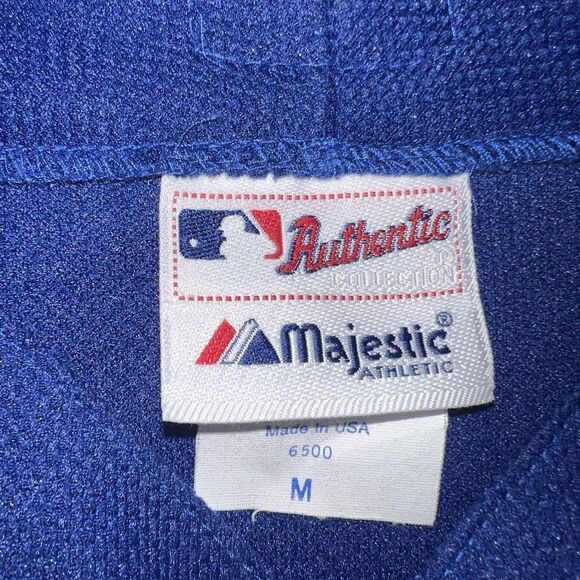 Authentic
COLLECTION
Majestic®
ATHLETIC
Made In USA
6500
M